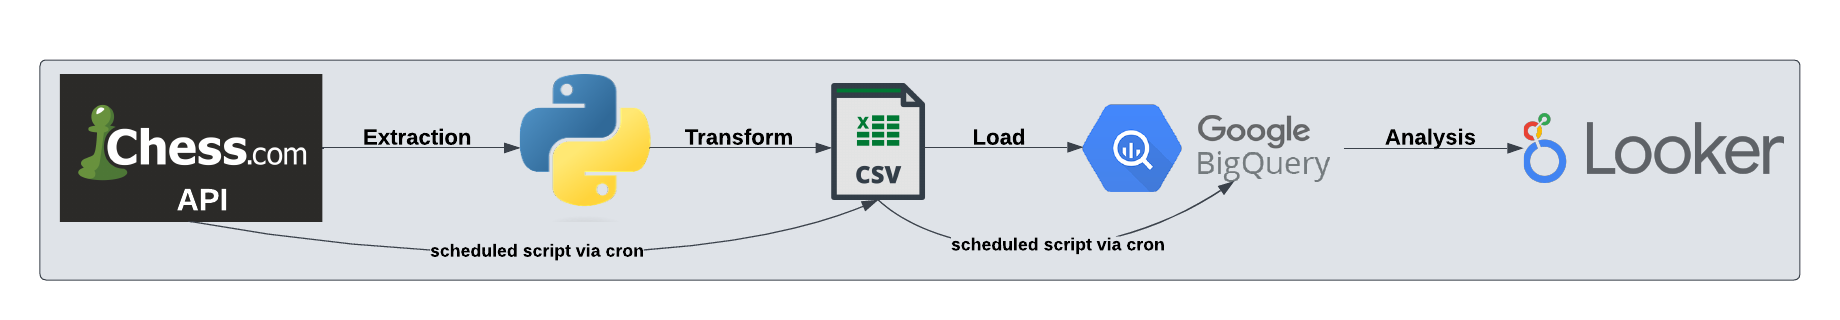 Chess.com
API
Extraction
Transform
X
CSV
Load
Google
BigQuery
Analysis
Looker
scheduled script via cron
scheduled script via cron